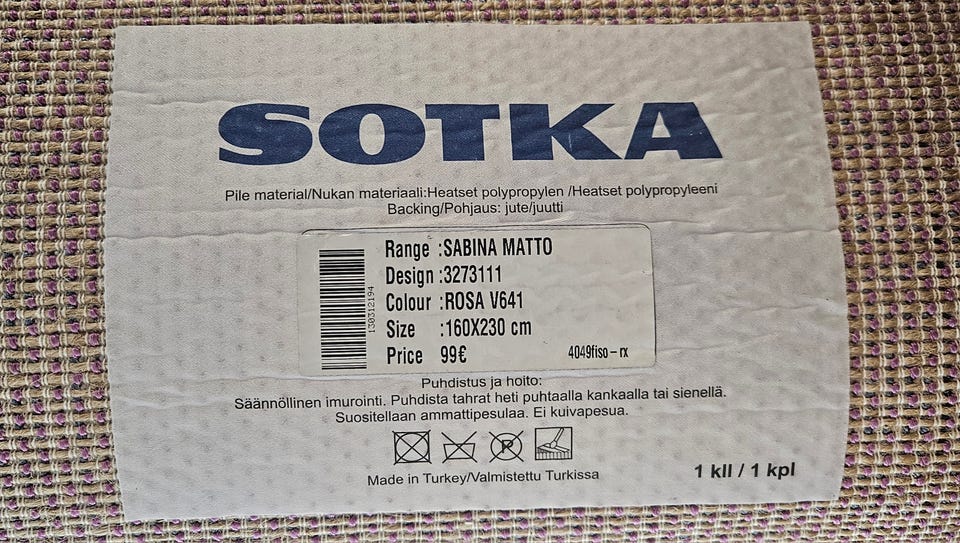 SOTKA
Pile material/Nukan materiaali:Heatset polypropylen /Heatset polypropyleeni
Backing/Pohjaus: jute/juutti
Range :SABINA MATTO
Design :3273111
Colour :ROSA V641
Size :160X230 cm
Price 99€
4049fiso-rx
130312194
Puhdistus ja hoito:
Säännöllinen imurointi. Puhdista tahrat heti puhtaalla kankaalla tai sienellä.
Suositellaan ammattipesulaa. Ei kuivapesua.
P
Made in Turkey/Valmistettu Turkissa
1 kll / 1 kpl